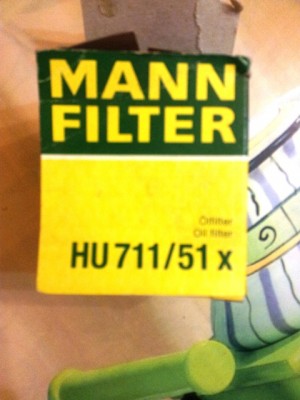 MANN
FILTER
Ölfilter
Oil filter
HU 711/51 x